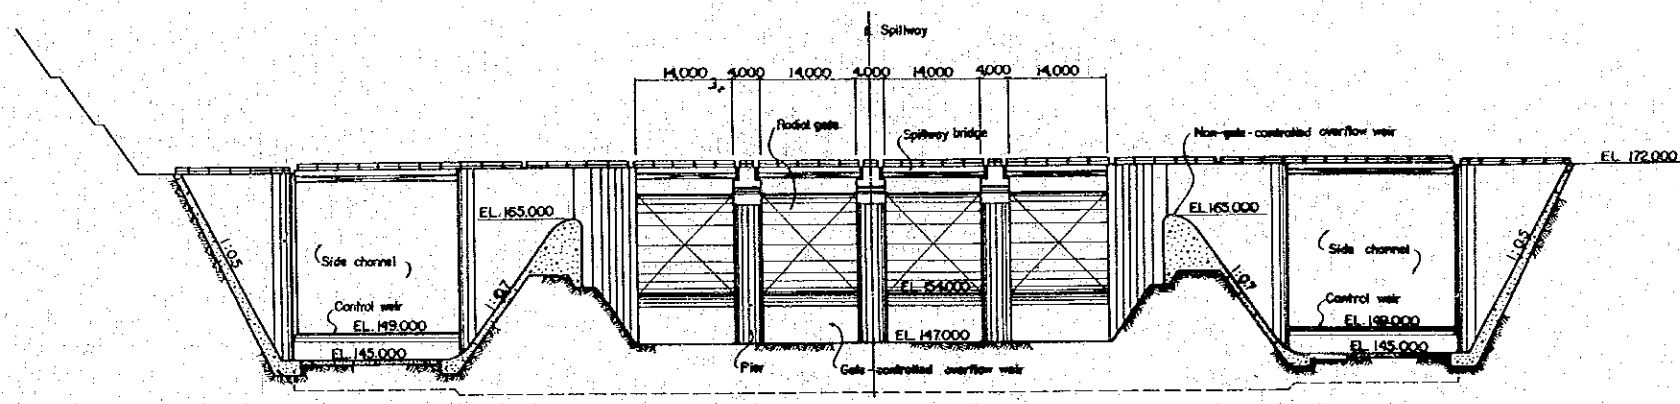 ℄ Spillway
14,000 4,000 14,000 4,000 14,000 4,000 14,000
Radial gate
Spillway bridge
Non-gate-controlled overflow weir
EL. 172.000
EL. 165.000
EL. 165.000
1:0.5
Side channel
1:0.7
EL. 154.000
1:0.7
Side channel
1:0.5
Control weir
EL. 149.000
EL. 147.000
Control weir
EL. 149.000
EL. 145.000
EL. 145.000
Pier
Gate-controlled overflow weir